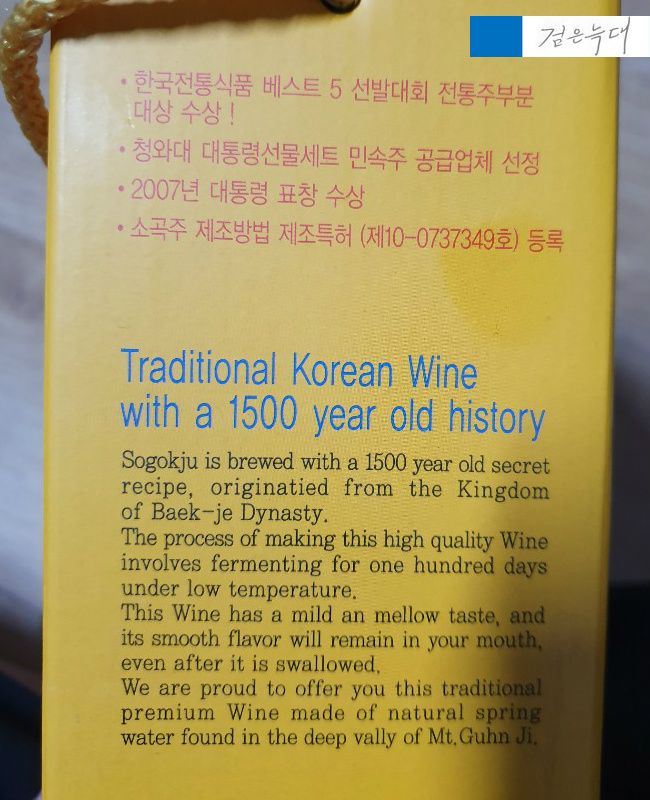 검은늑대
• 한국전통식품 베스트 5 선발대회 전통주부분
대상 수상 !
• 청와대 대통령선물세트 민속주 공급업체 선정
• 2007년 대통령 표창 수상
• 소곡주 제조방법 제조특허 (제10-0737349호) 등록
Traditional Korean Wine
with a 1500 year old history
Sogokju is brewed with a 1500 year old secret
recipe, originatied from the Kingdom
of Baek-je Dynasty.
The process of making this high quality Wine
involves fermenting for one hundred days
under low temperature.
This Wine has a mild an mellow taste, and
its smooth flavor will remain in your mouth,
even after it is swallowed.
We are proud to offer you this traditional
premium Wine made of natural spring
water found in the deep vally of Mt.Guhn Ji.